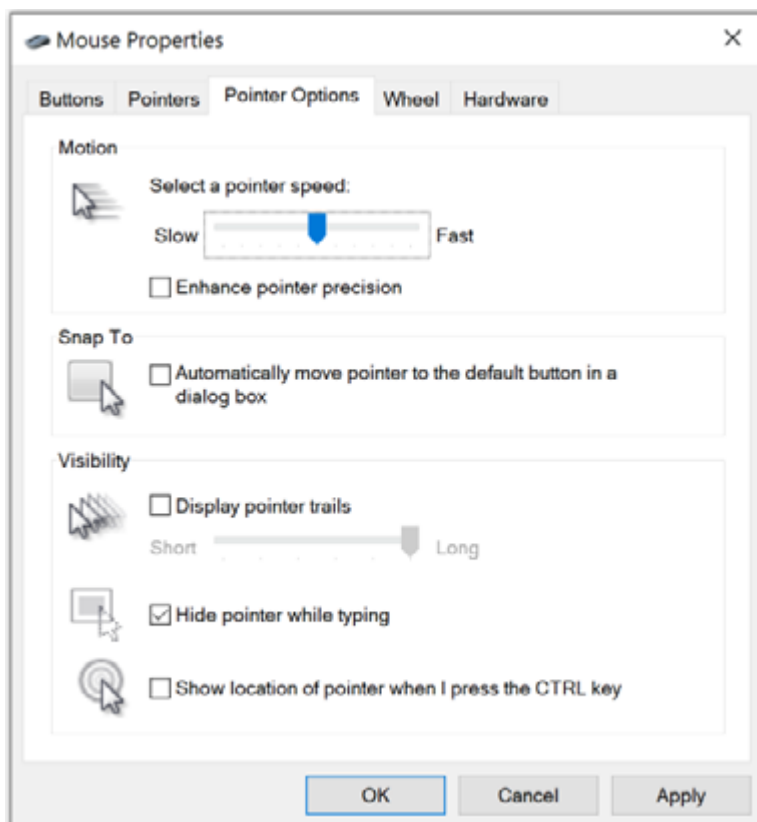 Mouse Properties
Buttons Pointers Pointer Options Wheel Hardware
Motion
Select a pointer speed:
Slow Fast
Enhance pointer precision
Snap To
Automatically move pointer to the default button in a
dialog box
Visibility
Display pointer trails
Short Long
Hide pointer while typing
Show location of pointer when I press the CTRL key
OK Cancel Apply